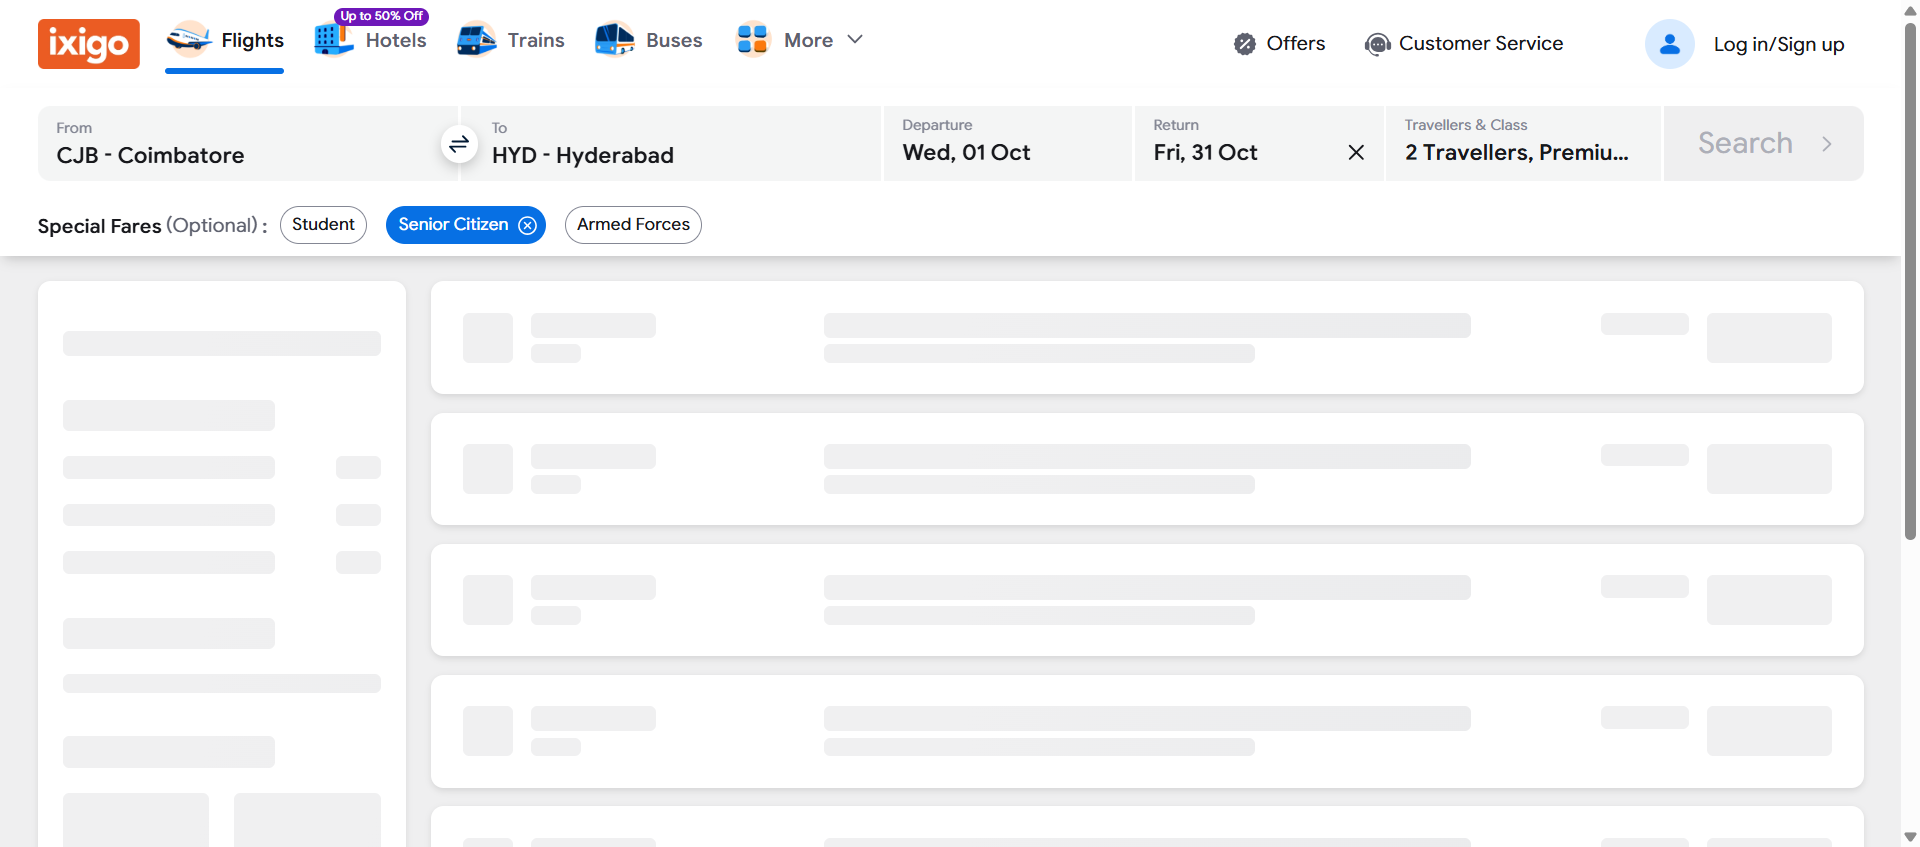 ixigo
Flights
Up to 50% Off
Hotels
Trains
Buses
More
Offers
Customer Service
Log in/Sign up
From
CJB - Coimbatore
To
HYD - Hyderabad
Departure
Wed, 01 Oct
Return
Fri, 31 Oct
Travellers & Class
2 Travellers, Premiu...
Search
Special Fares (Optional) :
Student
Senior Citizen
Armed Forces